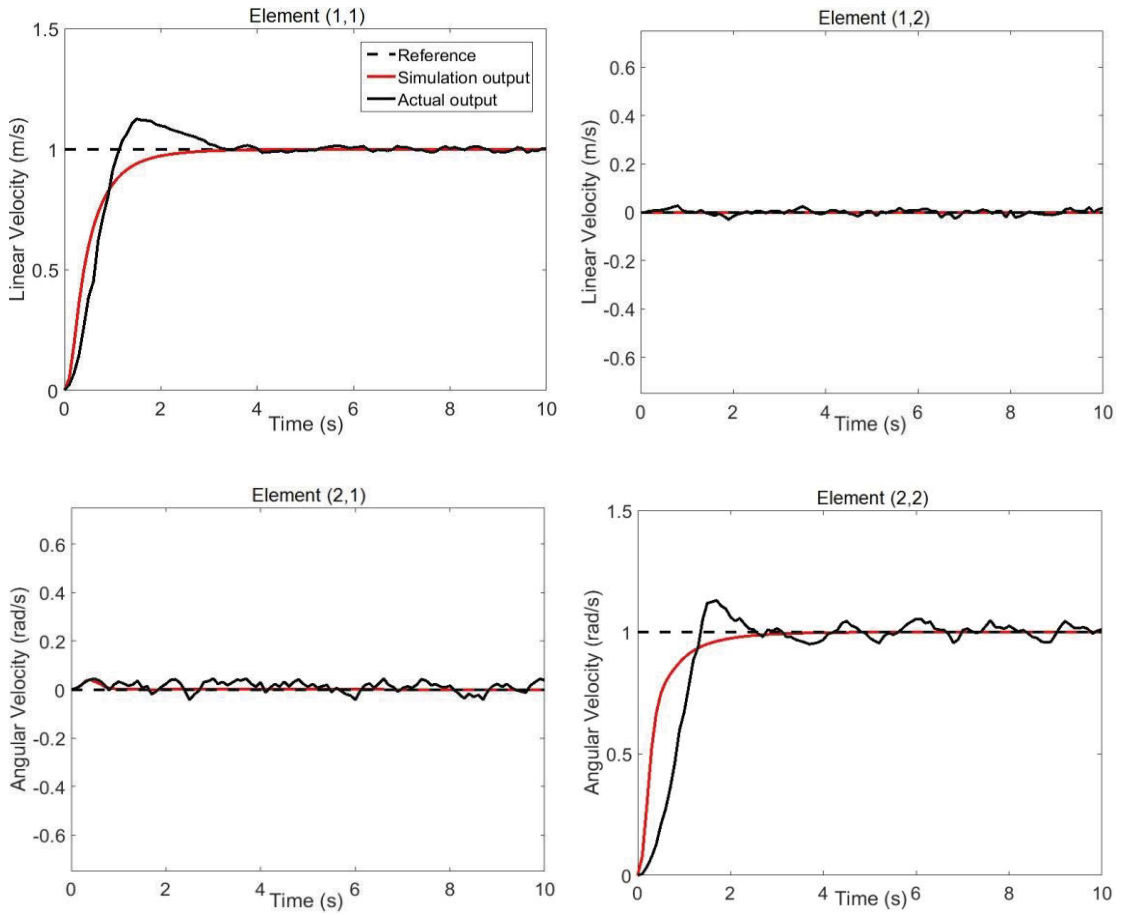 Element (1,1)
1.5
1
0.5
0
Linear Velocity (m/s)
Reference
Simulation output
Actual output
0 2 4 6 8 10
Time (s)
Element (1,2)
0.6
0.4
0.2
0
-0.2
-0.4
-0.6
Linear Velocity (m/s)
0 2 4 6 8 10
Time (s)
Element (2,1)
0.6
0.4
0.2
0
-0.2
-0.4
-0.6
Angular Velocity (rad/s)
0 2 4 6 8 10
Time (s)
Element (2,2)
1.5
1
0.5
0
Angular Velocity (rad/s)
0 2 4 6 8 10
Time (s)